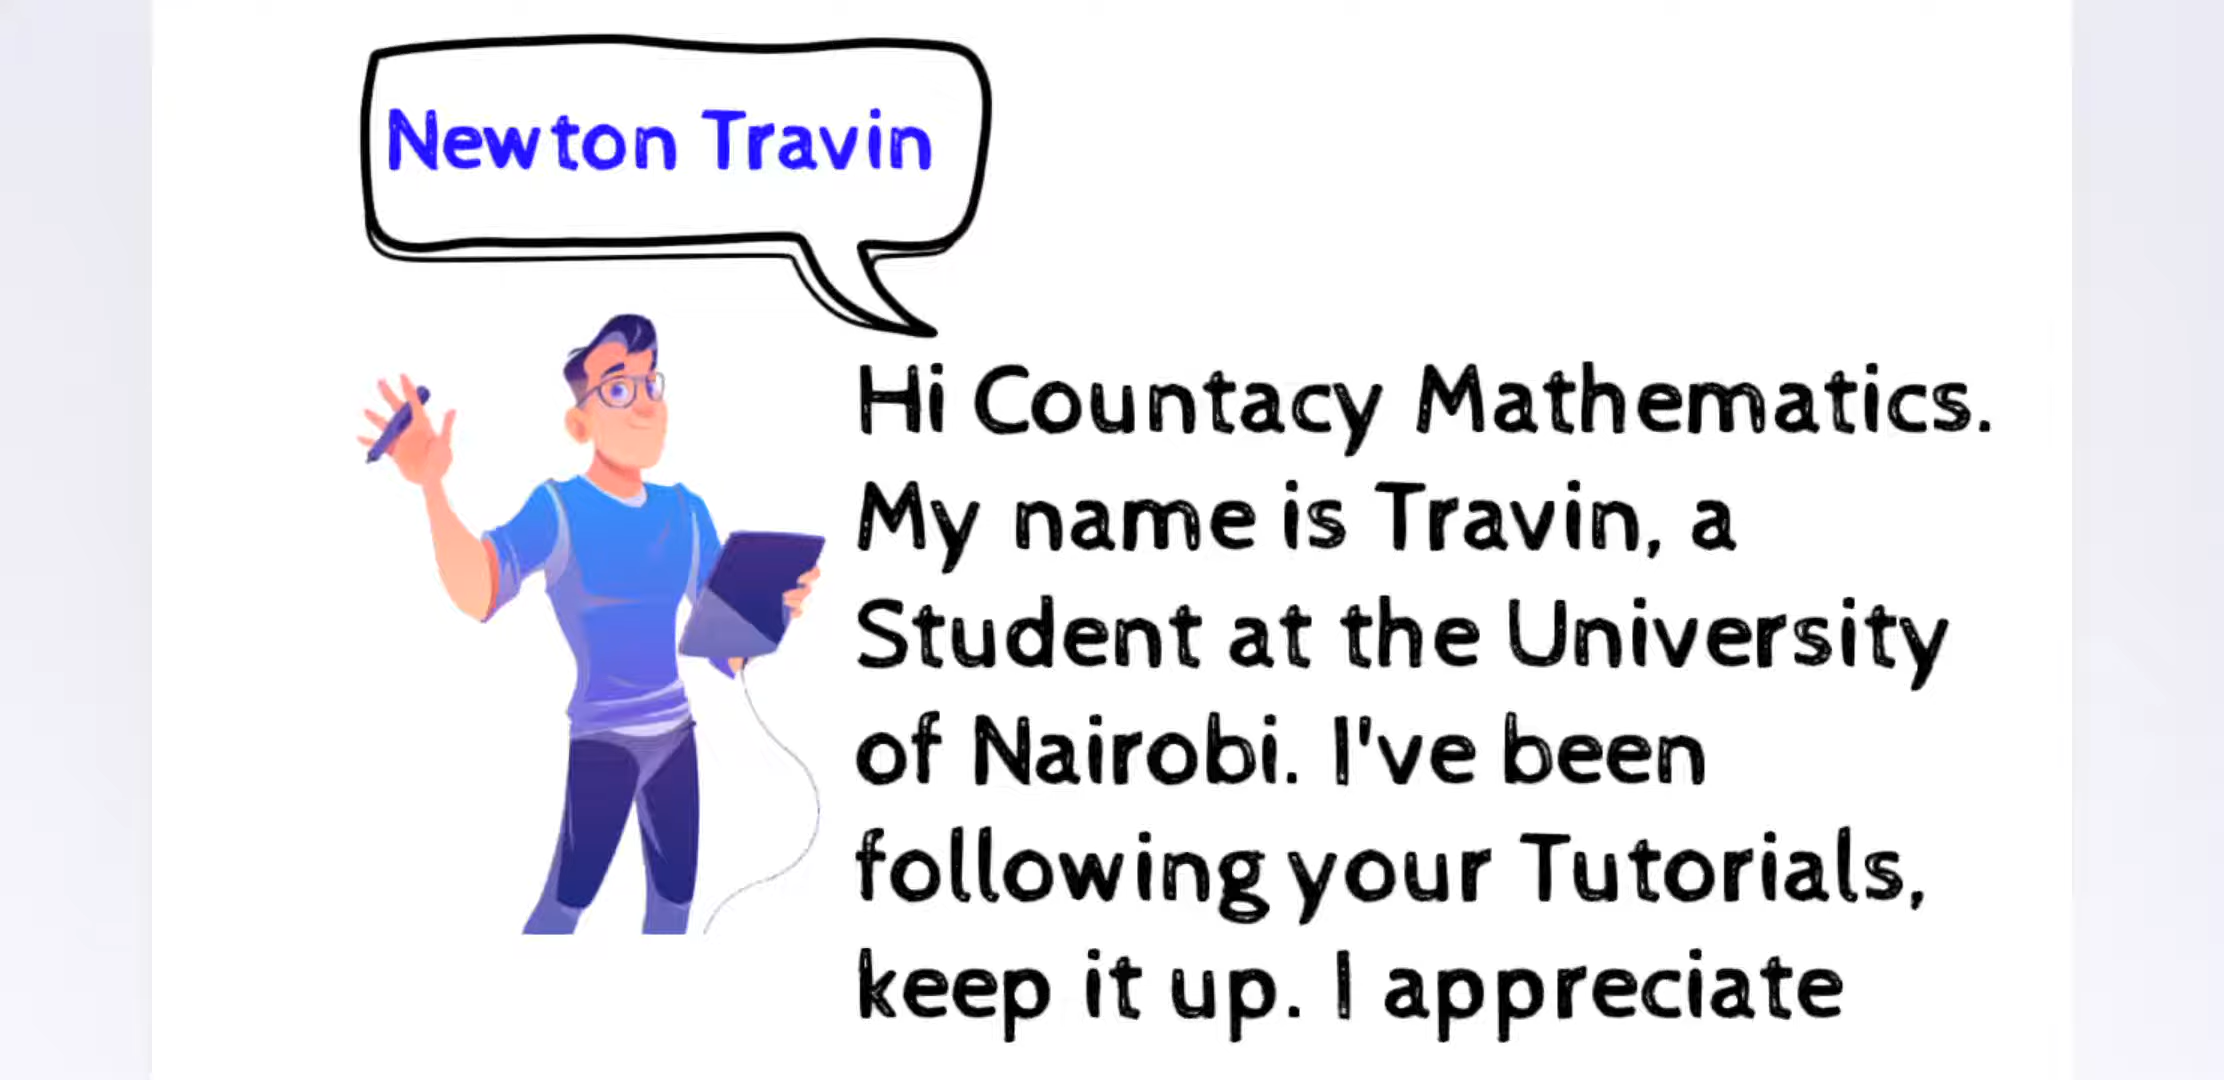 Newton Travin
Hi Countacy Mathematics.
My name is Travin, a
Student at the University
of Nairobi. I've been
following your Tutorials,
keep it up. I appreciate